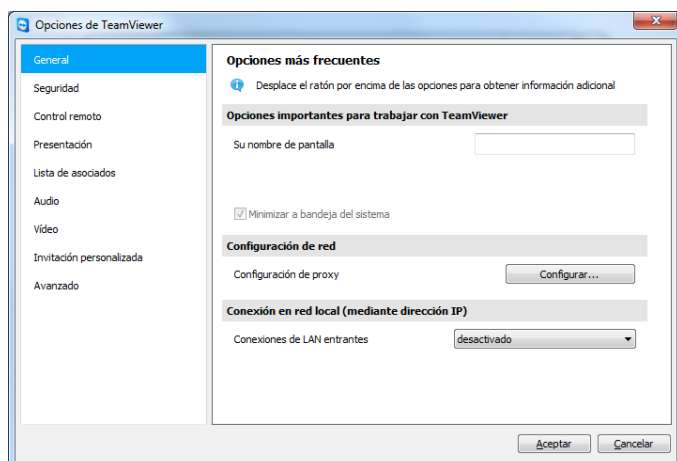 Opciones de TeamViewer
General
Seguridad
Control remoto
Presentación
Lista de asociados
Audio
Vídeo
Invitación personalizada
Avanzado
Opciones más frecuentes
Desplace el ratón por encima de las opciones para obtener información adicional
Opciones importantes para trabajar con TeamViewer
Su nombre de pantalla
Minimizar a bandeja del sistema
Configuración de red
Configuración de proxy
Configurar...
Conexión en red local (mediante dirección IP)
Conexiones de LAN entrantes
desactivado
Aceptar
Cancelar